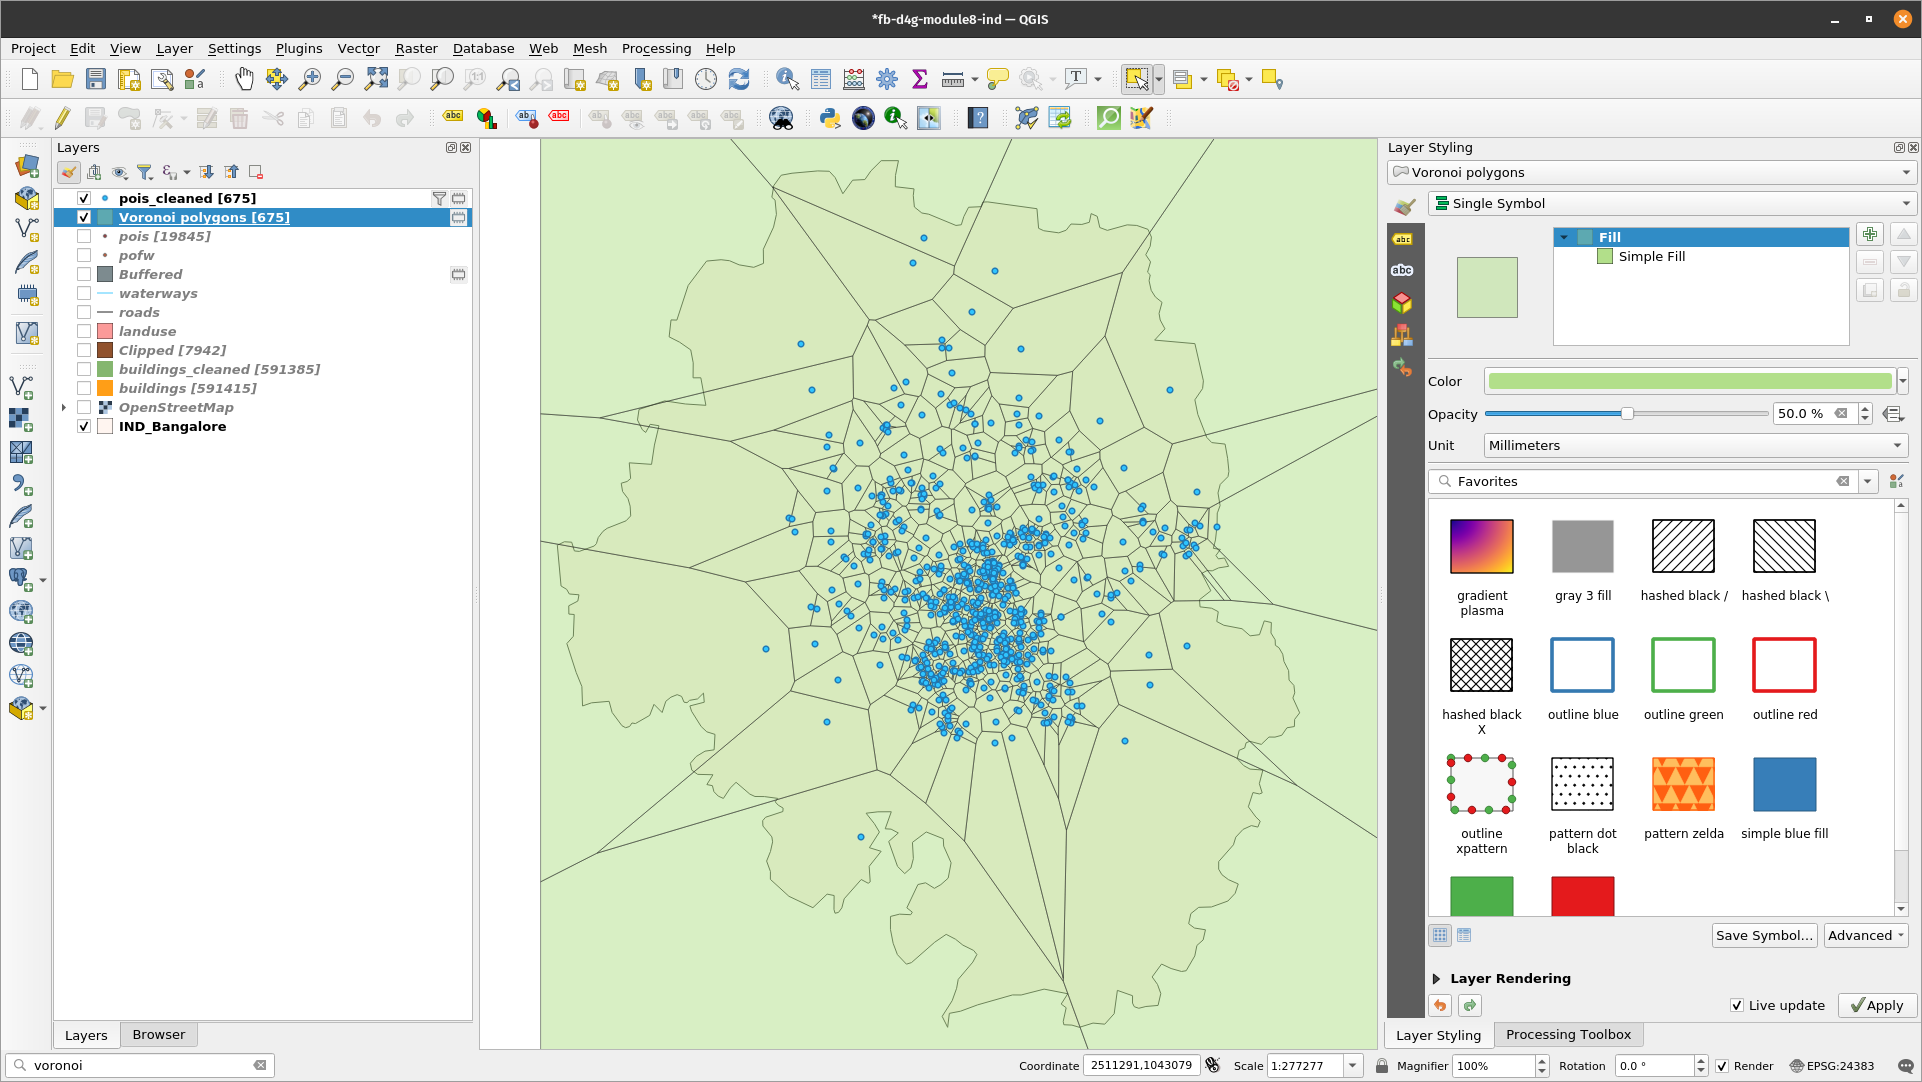 *fb-d4g-module8-ind — QGIS
Project Edit View Layer Settings Plugins Vector Raster Database Web Mesh Processing Help
Layers
pois_cleaned [675]
Voronoi polygons [675]
pois [19845]
pofw
Buffered
waterways
roads
landuse
Clipped [7942]
buildings_cleaned [591385]
buildings [591415]
OpenStreetMap
IND_Bangalore
Layers Browser
Layer Styling
Voronoi polygons
Single Symbol
Fill
Simple Fill
Color
Opacity 50.0 %
Unit Millimeters
Favorites
gradient plasma
gray 3 fill
hashed black /
hashed black \
hashed black X
outline blue
outline green
outline red
outline xpattern
pattern dot black
pattern zelda
simple blue fill
Save Symbol... Advanced
Layer Rendering
Live update Apply
Layer Styling Processing Toolbox
voronoi Coordinate 2511291,1043079 Scale 1:277277 Magnifier 100% Rotation 0.0 ° Render EPSG:24383